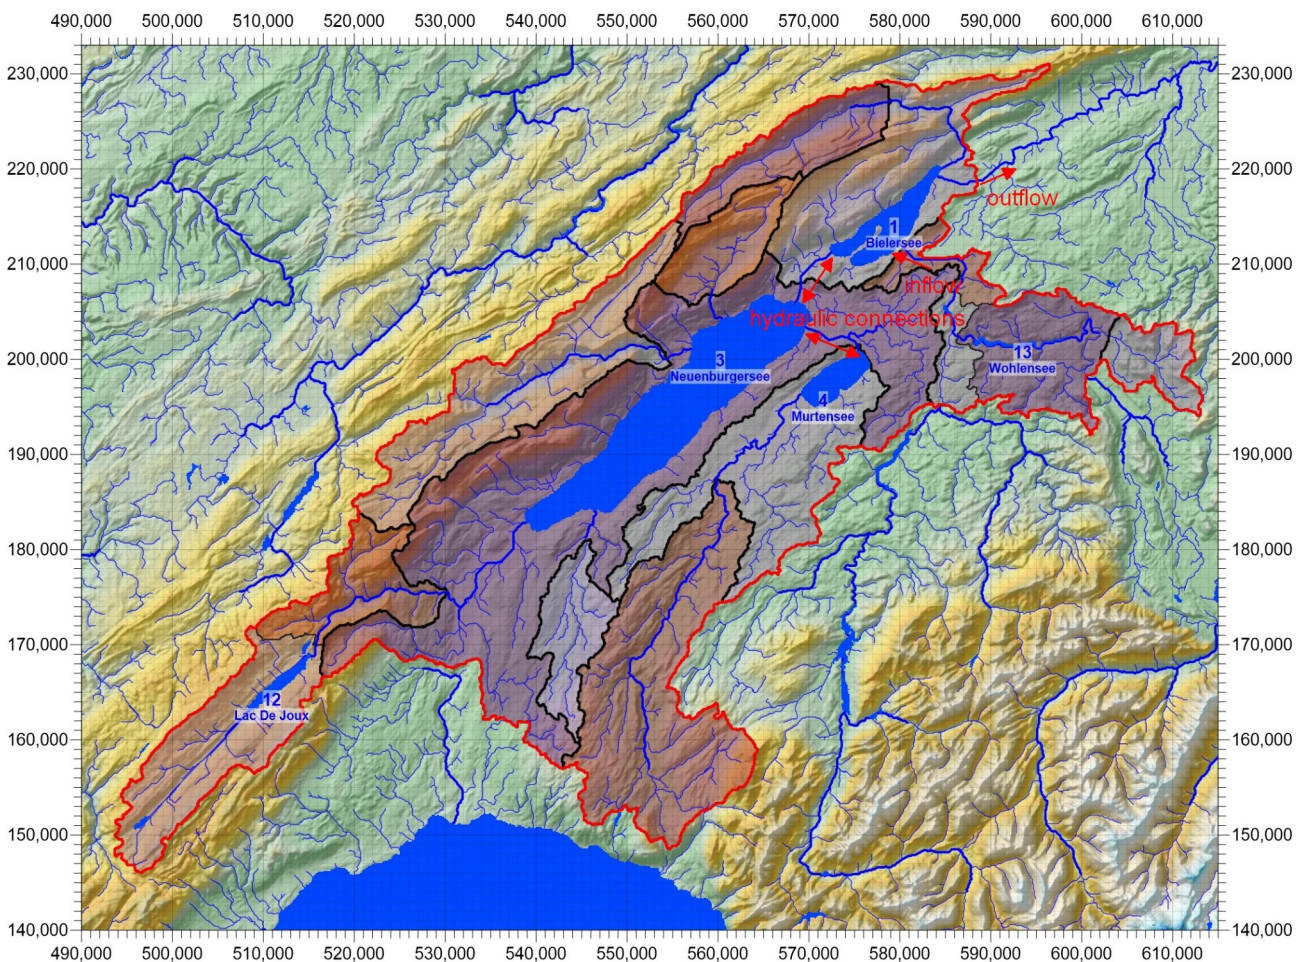 490,000 500,000 510,000 520,000 530,000 540,000 550,000 560,000 570,000 580,000 590,000 600,000 610,000
230,000 230,000
220,000 220,000
outflow
1
Bielersee
210,000 210,000
inflow
hydraulic connections
200,000 200,000
3
Neuenburgersee
13
Wohlensee
4
Murtensee
190,000 190,000
180,000 180,000
170,000 170,000
12
Lac De Joux
160,000 160,000
150,000 150,000
140,000 140,000
490,000 500,000 510,000 520,000 530,000 540,000 550,000 560,000 570,000 580,000 590,000 600,000 610,000